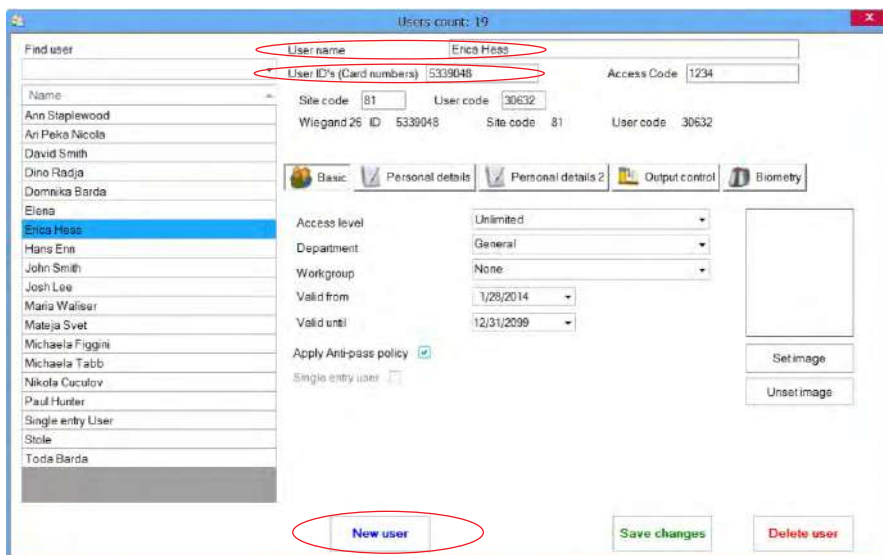 Users count: 19
x
Find user
Name
Ann Staplewood
Ari Peka Nicola
David Smith
Dino Radja
Domnika Barda
Elena
Erica Hess
Hans Enn
John Smith
Josh Lee
Maria Waliser
Mateja Svet
Michaela Figgini
Michaela Tabb
Nikola Cuculov
Paul Hunter
Single entry User
Stole
Toda Barda
User name Erica Hess
User ID's (Card numbers) 5339048 Access Code 1234
Site code 81 User code 30632
Wiegand 26 ID 5339048 Site code 81 User code 30632
Basic Personal details Personal details 2 Output control Biometry
Access level Unlimited
Department General
Workgroup None
Valid from 1/28/2014
Valid until 12/31/2099
Apply Anti-pass policy
Single entry user
Set image
Unset image
New user Save changes Delete user